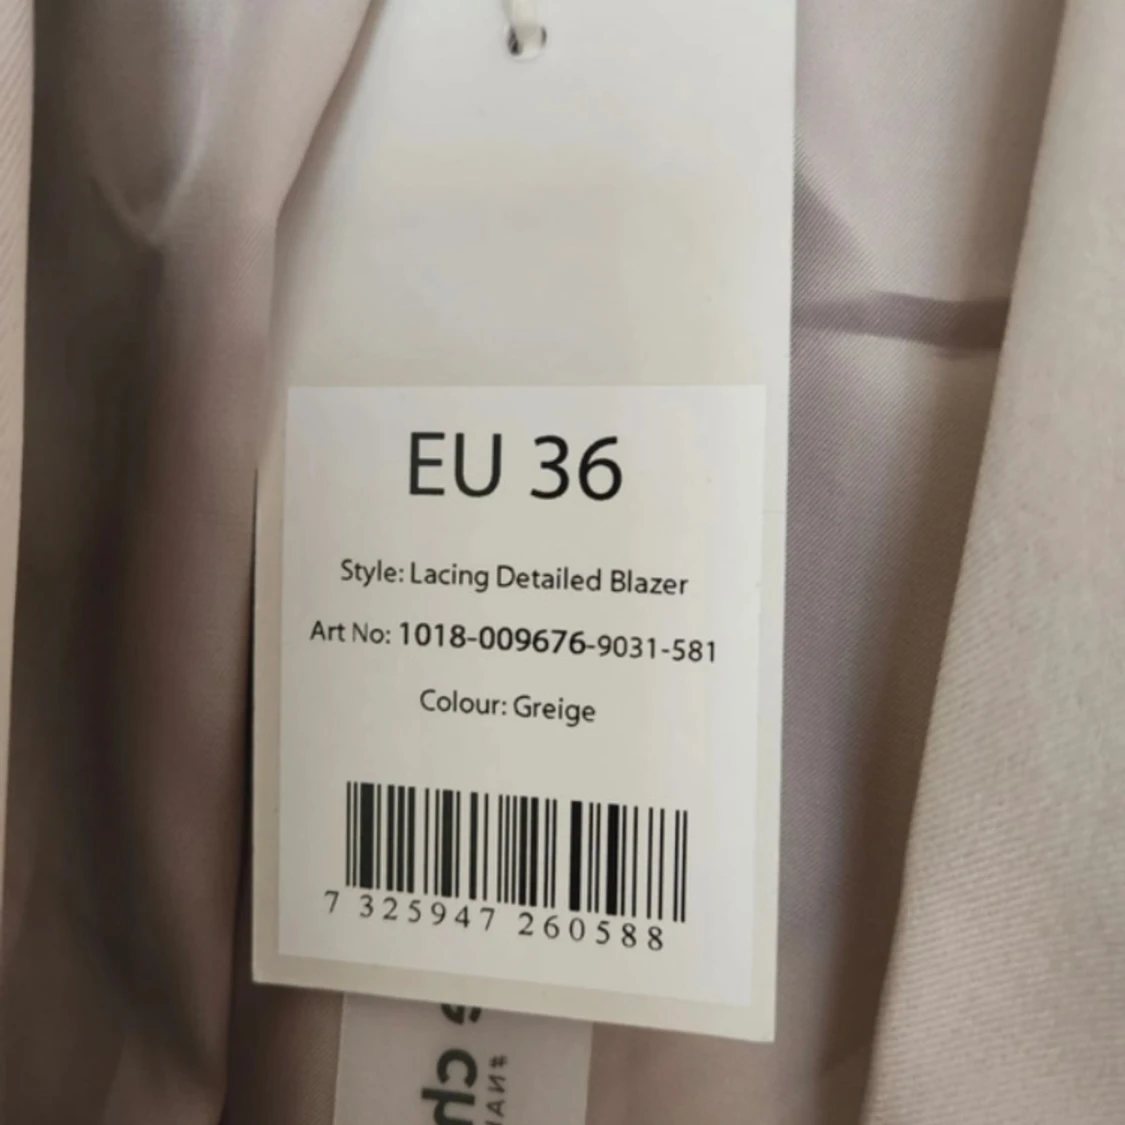 EU 36
Style: Lacing Detailed Blazer
Art No: 1018-009676-9031-581
Colour: Greige
7 325947 260588